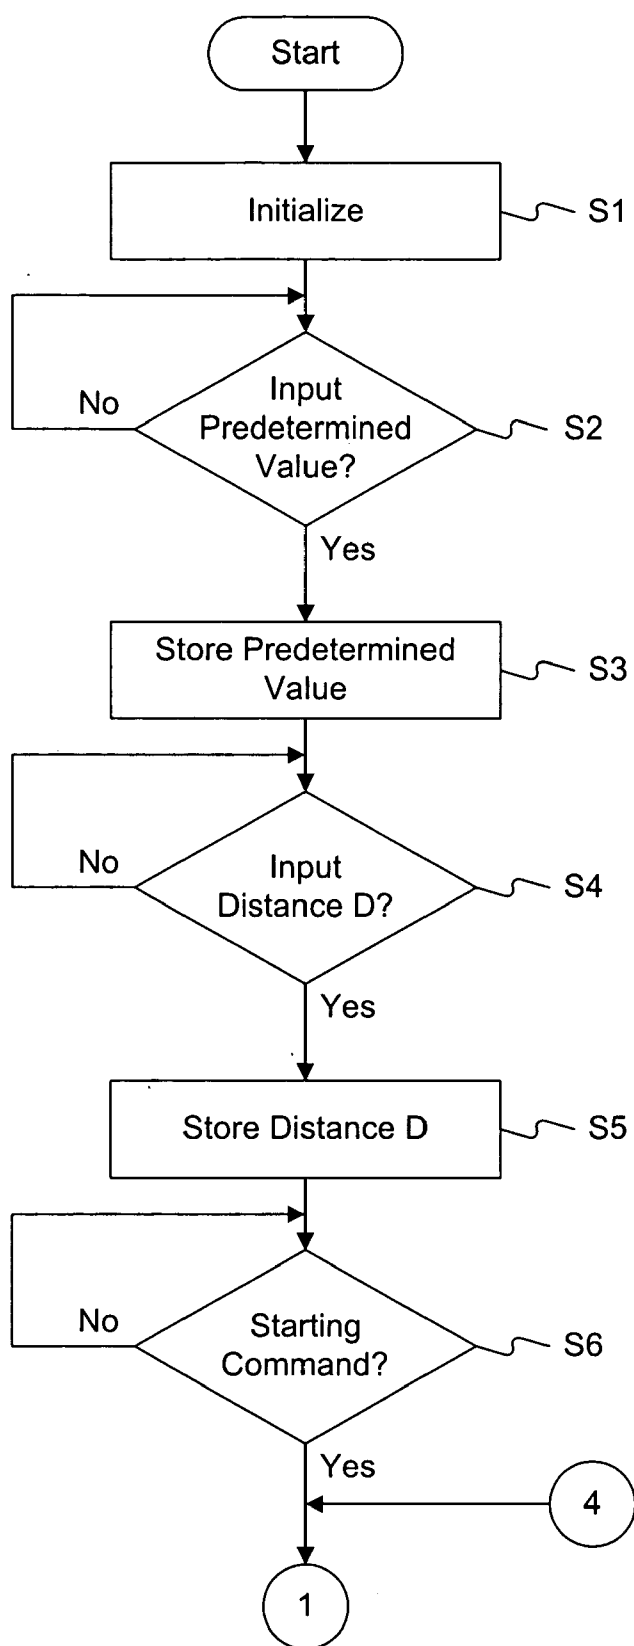 Start
Initialize
S1
Input
Predetermined
Value?
S2
No
Yes
Store Predetermined
Value
S3
Input
Distance D?
S4
No
Yes
Store Distance D
S5
Starting
Command?
S6
No
Yes
4
1